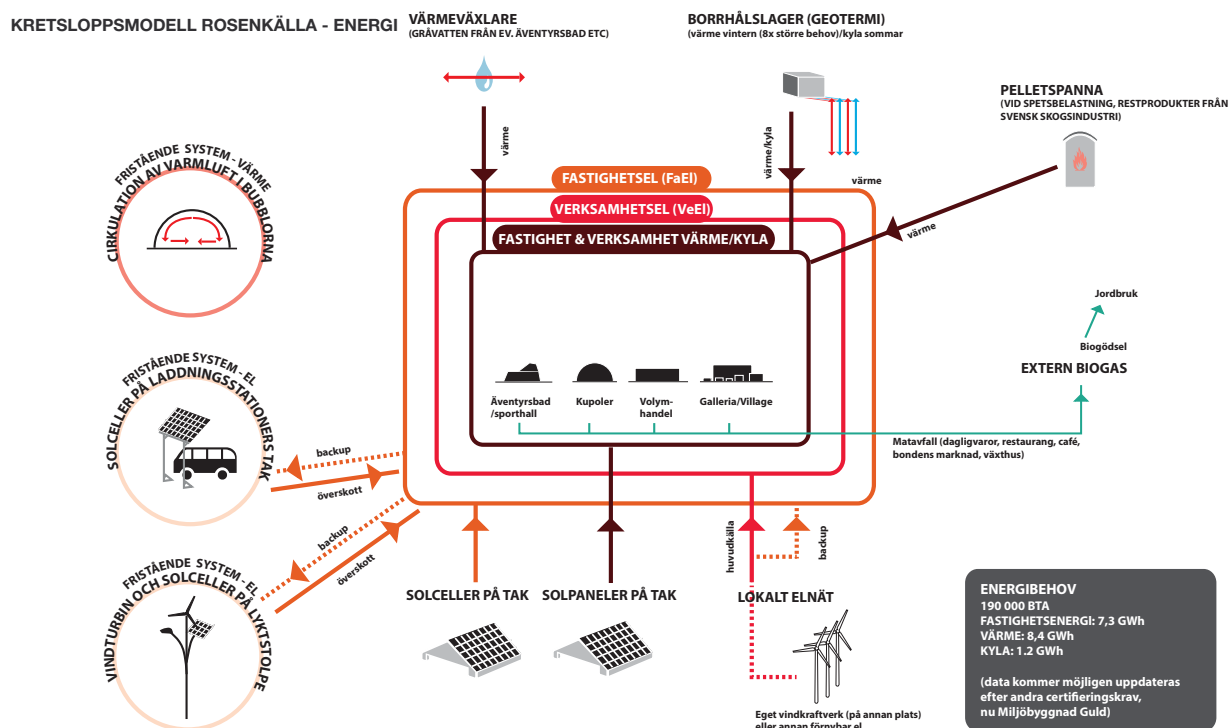 KRETSLOPPSMODELL ROSENKÄLLA - ENERGI
VÄRMEVÄXLARE
(GRÅVATTEN FRÅN EV. ÄVENTYRSBAD ETC)
BORRHÅLSLAGER (GEOTERMI)
(värme vintern (8x större behov)/kyla sommar
PELLETSPANNA
(VID SPETSBELASTNING, RESTPRODUKTER FRÅN
SVENSK SKOGSINDUSTRI)
värme
värme/kyla
värme
värme
FRISTÅENDE SYSTEM - VÄRME
CIRKULATION AV VARMLUFT I BUBBLORNA
FASTIGHETSEL (FaEl)
VERKSAMHETSEL (VeEl)
FASTIGHET & VERKSAMHET VÄRME/KYLA
Äventyrsbad
/sporthall
Kupoler
Volym-
handel
Galleria/Village
Jordbruk
Biogödsel
EXTERN BIOGAS
Matavfall (dagligvaror, restaurang, café,
bondens marknad, växthus)
FRISTÅENDE SYSTEM - EL
SOLCELLER PÅ LADDNINGSSTATIONERS TAK
backup
överskott
FRISTÅENDE SYSTEM - EL
VINDTURBIN OCH SOLCELLER PÅ LYKTSTOLPE
backup
överskott
SOLCELLER PÅ TAK
SOLPANELER PÅ TAK
huvudkälla
backup
LOKALT ELNÄT
Eget vindkraftverk (på annan plats)
eller annan förnybar el
ENERGIBEHOV
190 000 BTA
FASTIGHETSENERGI: 7,3 GWh
VÄRME: 8,4 GWh
KYLA: 1.2 GWh
(data kommer möjligen uppdateras
efter andra certifieringskrav,
nu Miljöbyggnad Guld)